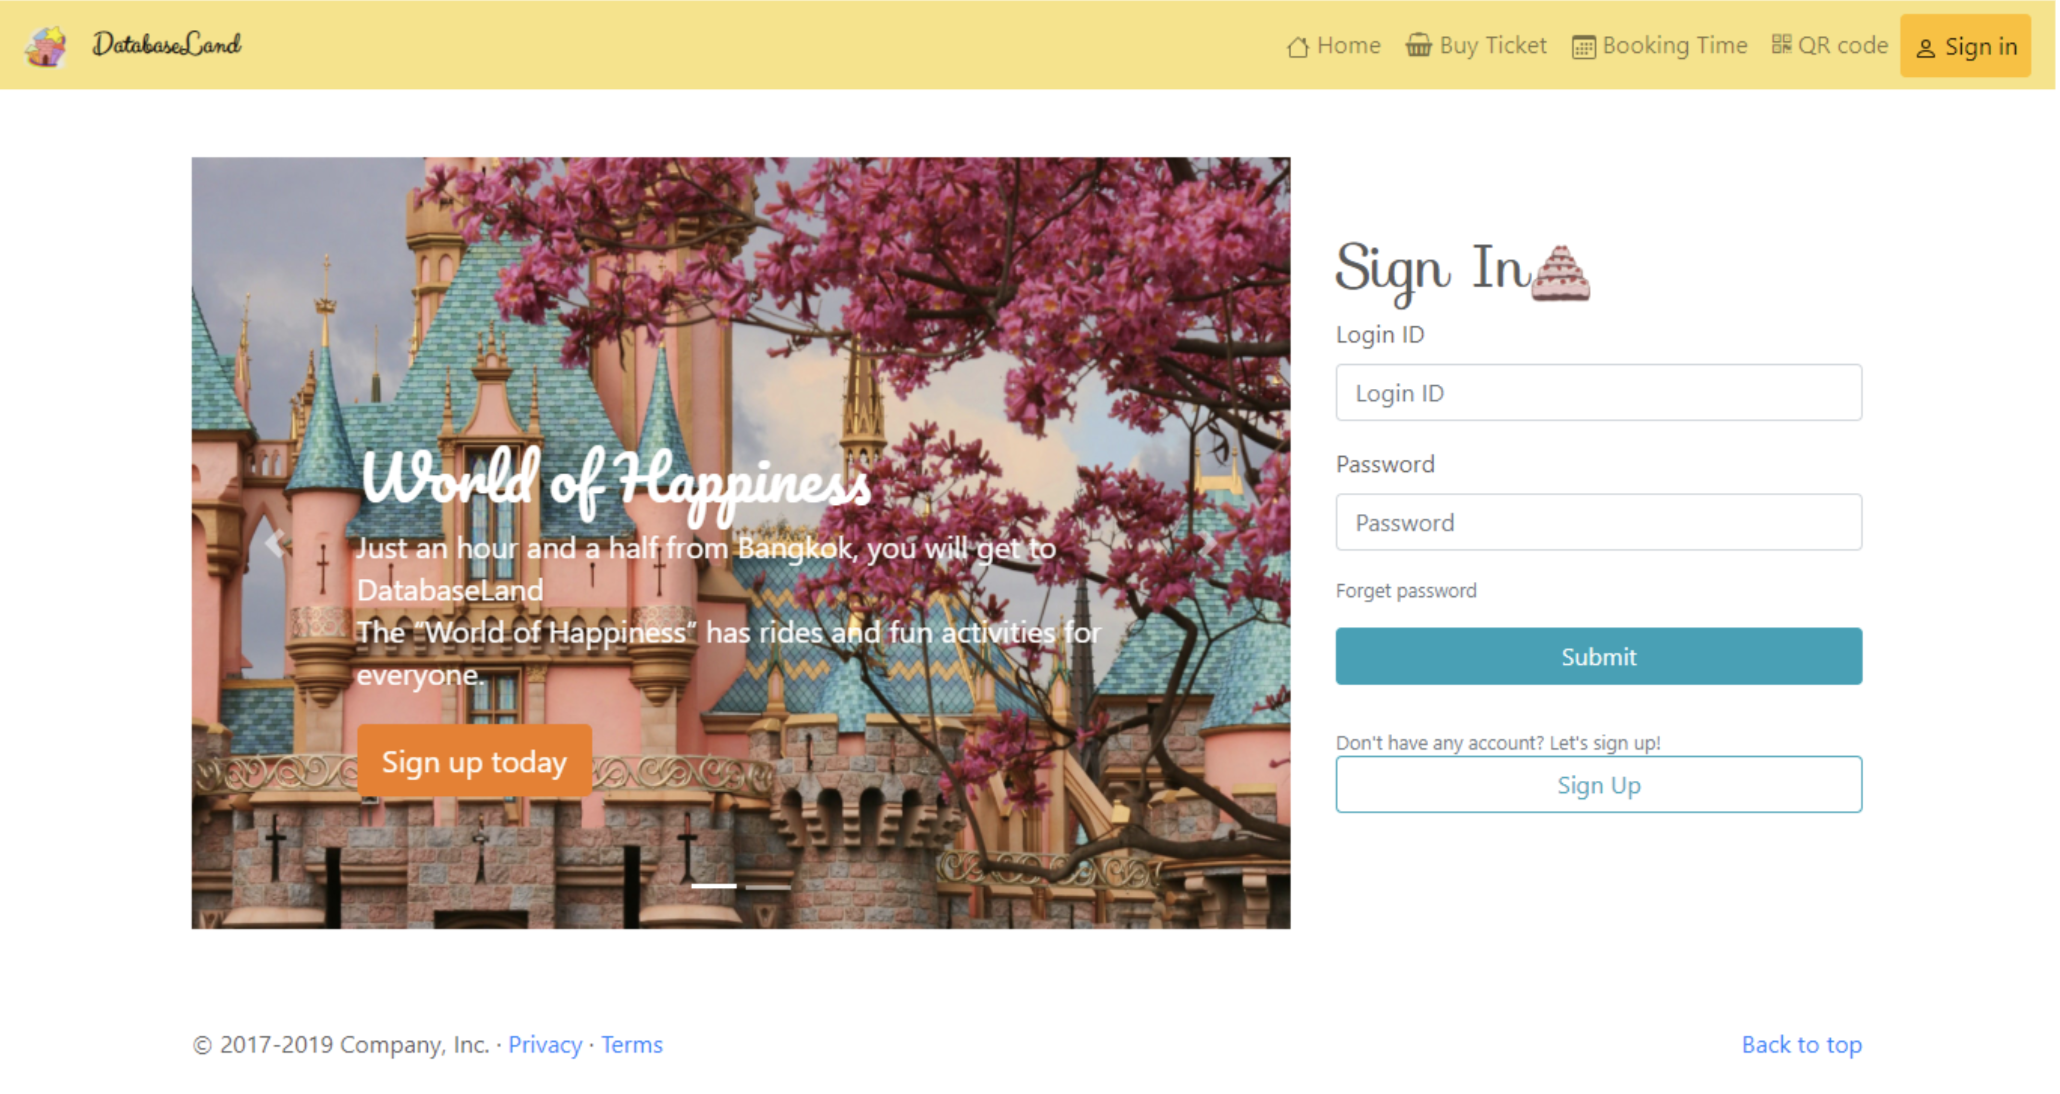 DatabaseLand
Home
Buy Ticket
Booking Time
QR code
Sign in
World of Happiness
Just an hour and a half from Bangkok, you will get to
DatabaseLand
The “World of Happiness” has rides and fun activities for
everyone.
Sign up today
Sign In
Login ID
Login ID
Password
Password
Forget password
Submit
Don't have any account? Let's sign up!
Sign Up
© 2017-2019 Company, Inc. · Privacy · Terms
Back to top